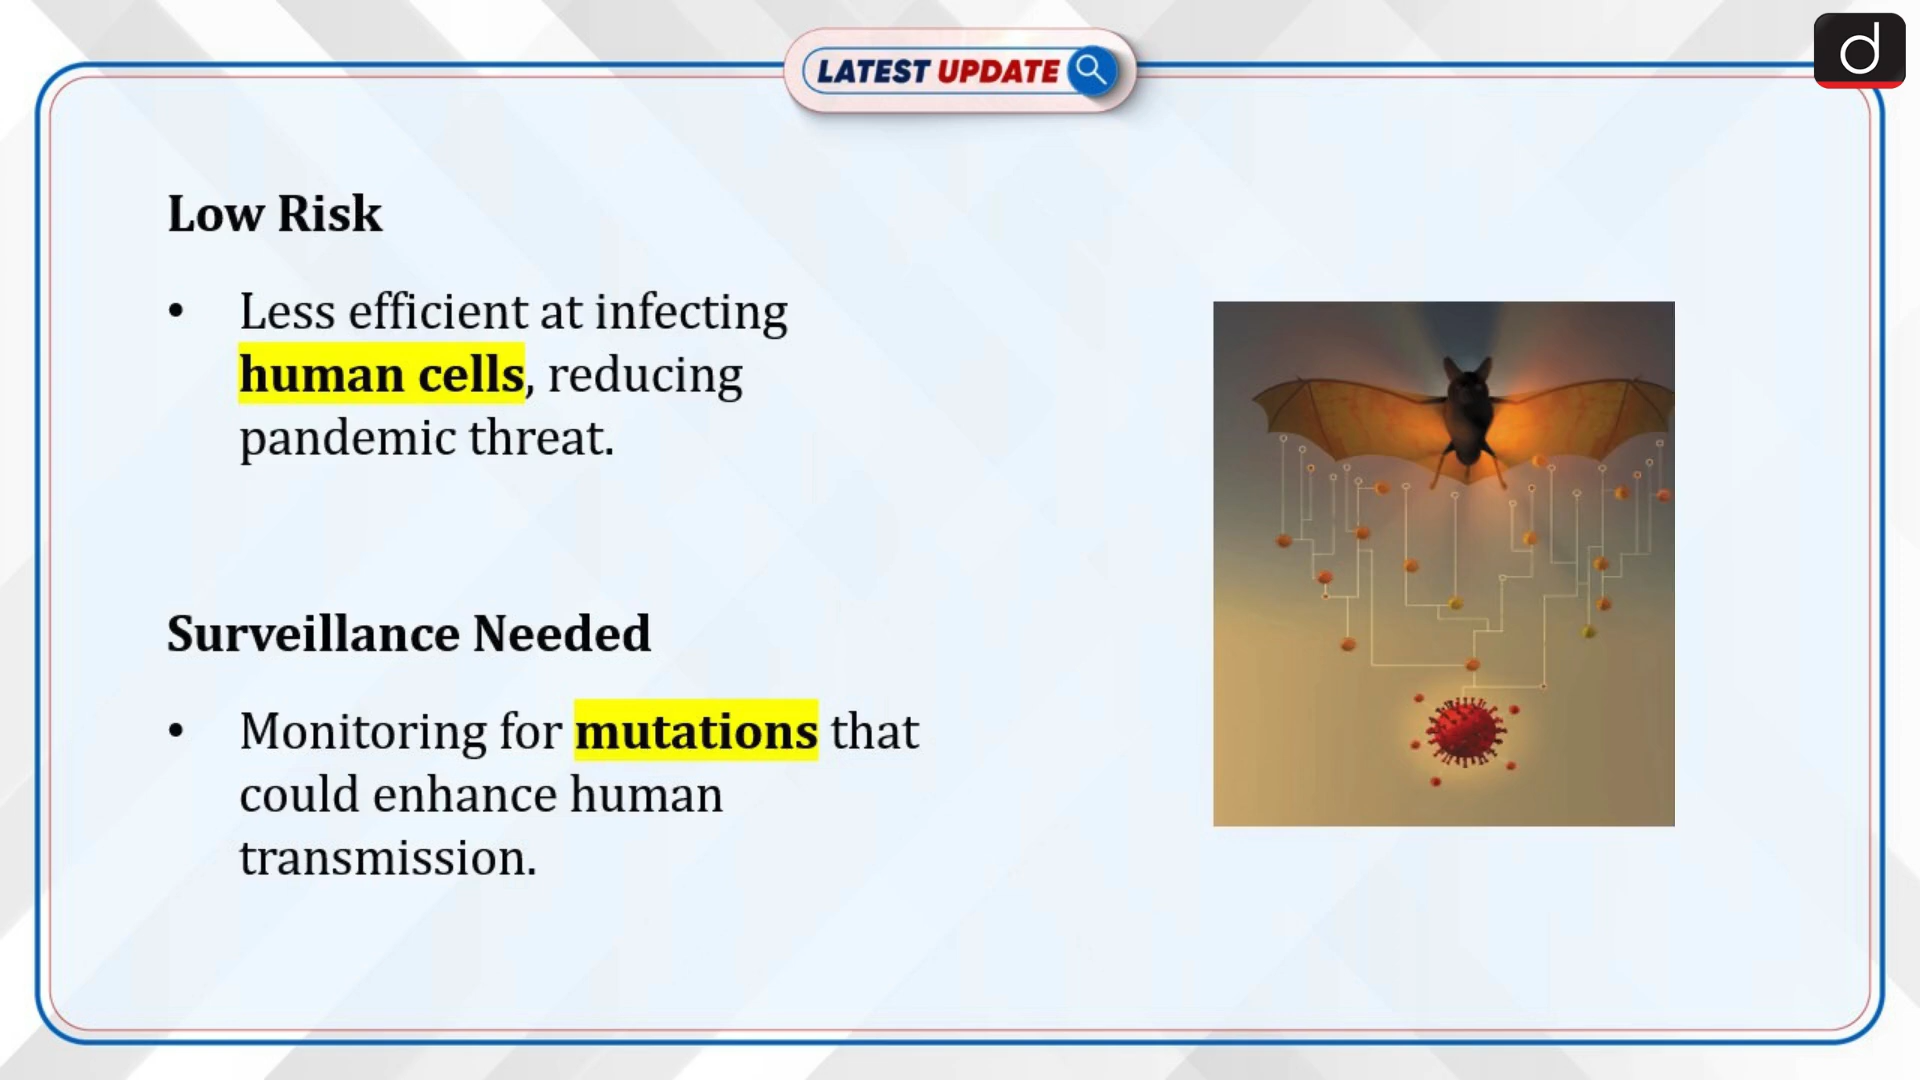 LATEST UPDATE
d
Low Risk
• Less efficient at infecting
human cells, reducing
pandemic threat.
Surveillance Needed
• Monitoring for mutations that
could enhance human
transmission.